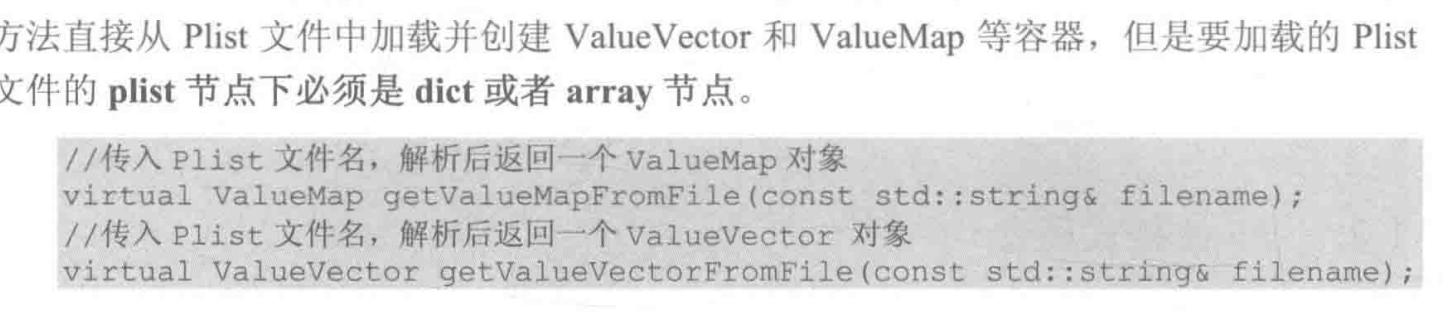 方法直接从 Plist 文件中加载并创建 ValueVector 和 ValueMap 等容器，但是要加载的 Plist
文件的 plist 节点下必须是 dict 或者 array 节点。
//传入 Plist 文件名，解析后返回一个 ValueMap 对象
virtual ValueMap getValueMapFromFile(const std::string& filename);
//传入 Plist 文件名，解析后返回一个 ValueVector 对象
virtual ValueVector getValueVectorFromFile(const std::string& filename);